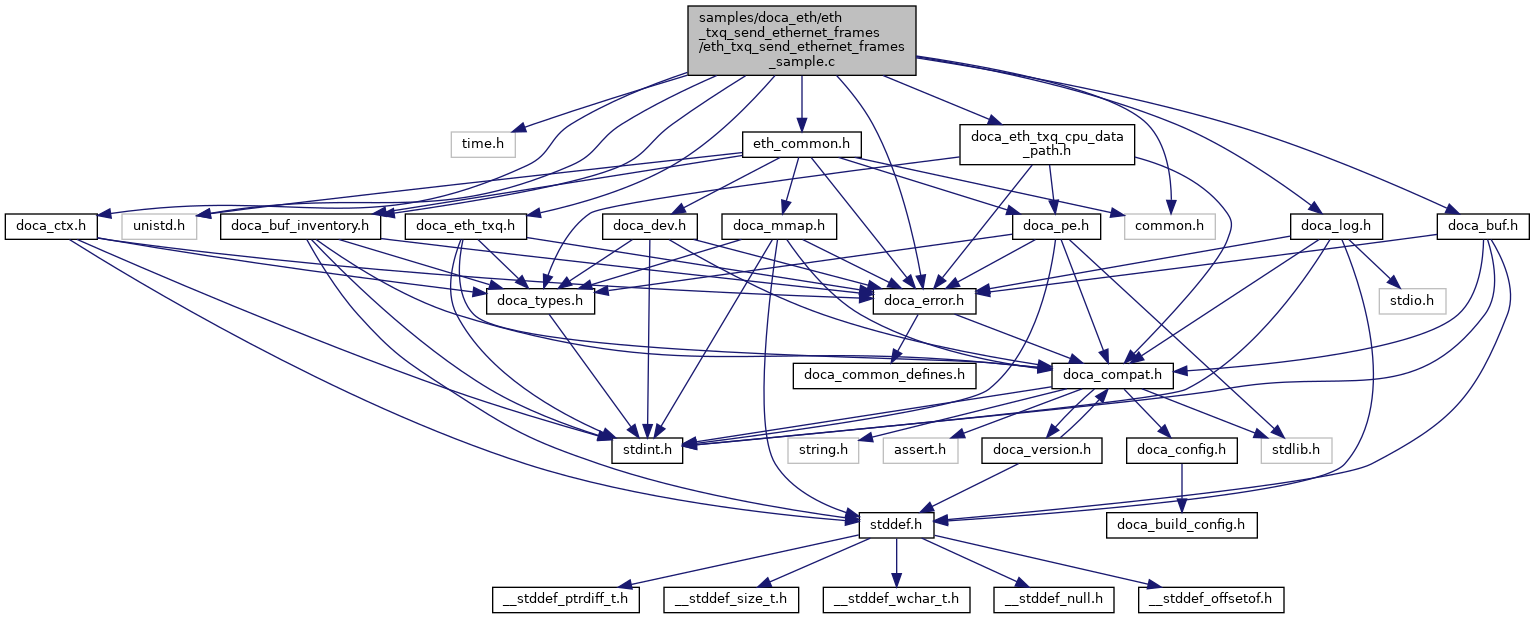 samples/doca_eth/eth
_txq_send_ethernet_frames
/eth_txq_send_ethernet_frames
_sample.c
time.h
eth_common.h
doca_eth_txq_cpu_data
_path.h
doca_ctx.h
unistd.h
doca_buf_inventory.h
doca_eth_txq.h
doca_dev.h
doca_mmap.h
doca_pe.h
common.h
doca_log.h
doca_buf.h
doca_types.h
doca_error.h
stdio.h
doca_common_defines.h
doca_compat.h
stdint.h
string.h
assert.h
doca_version.h
doca_config.h
stdlib.h
stddef.h
doca_build_config.h
__stddef_ptrdiff_t.h
__stddef_size_t.h
__stddef_wchar_t.h
__stddef_null.h
__stddef_offsetof.h